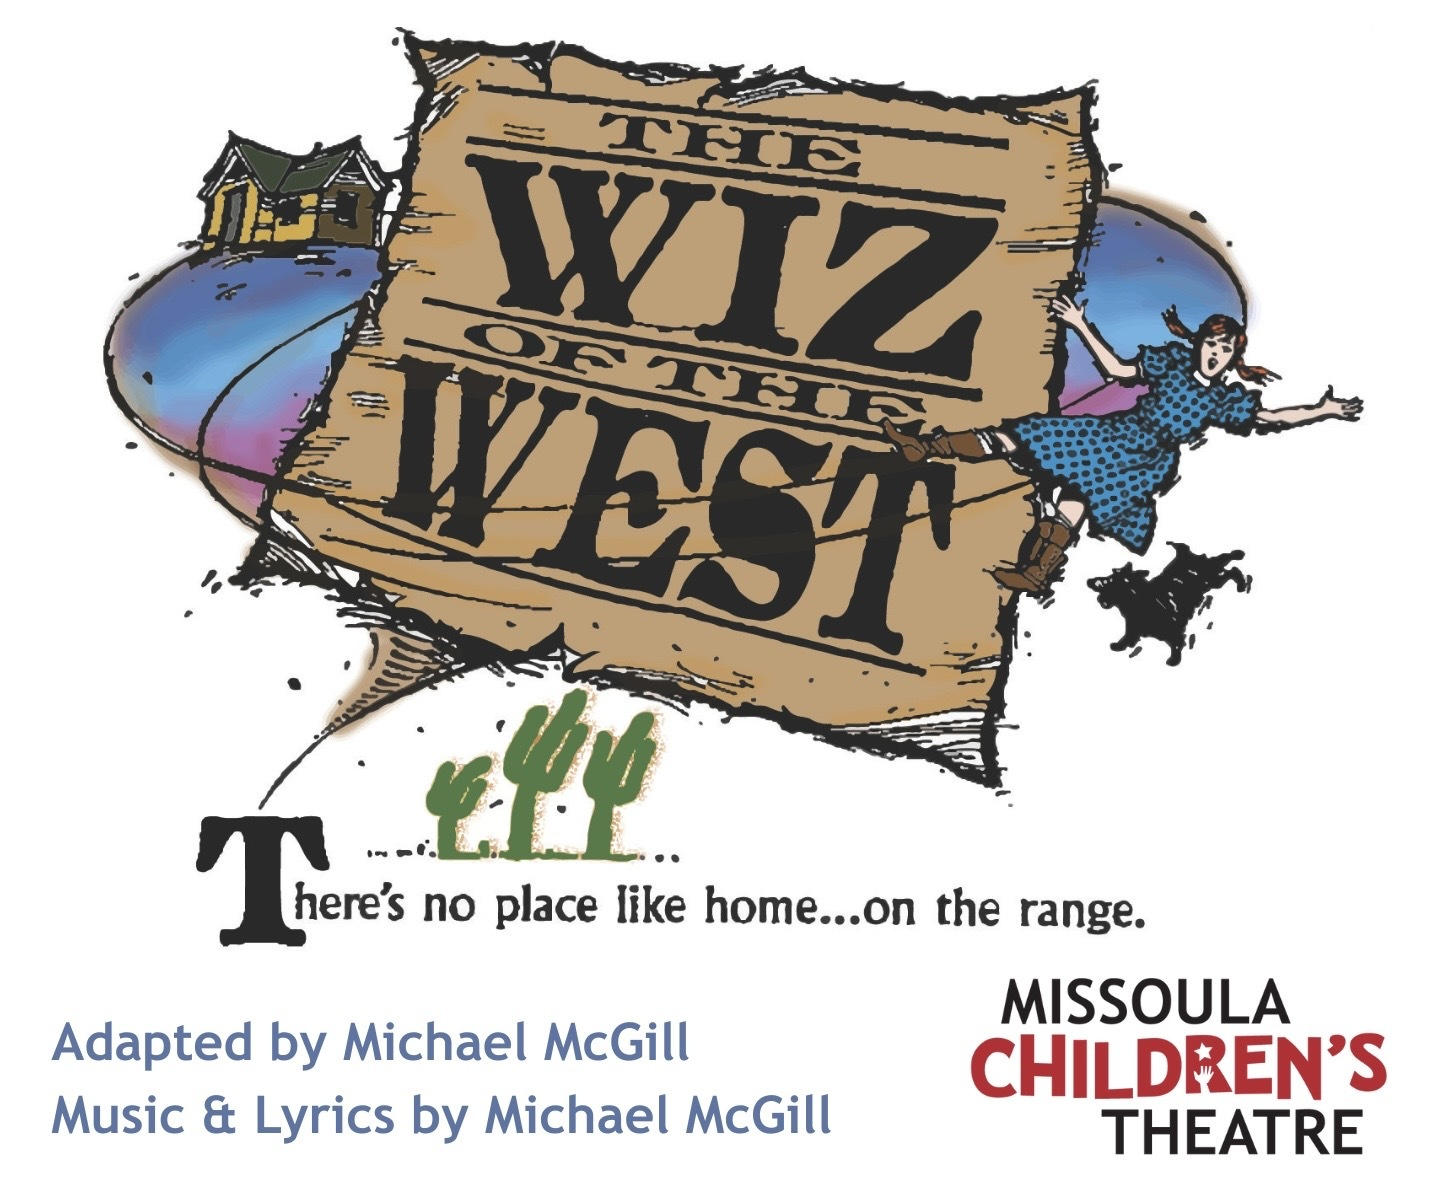 THE
WIZ
OF THE
WEST
There's no place like home...on the range.
Adapted by Michael McGill
Music & Lyrics by Michael McGill
MISSOULA
CHILDREN'S
THEATRE